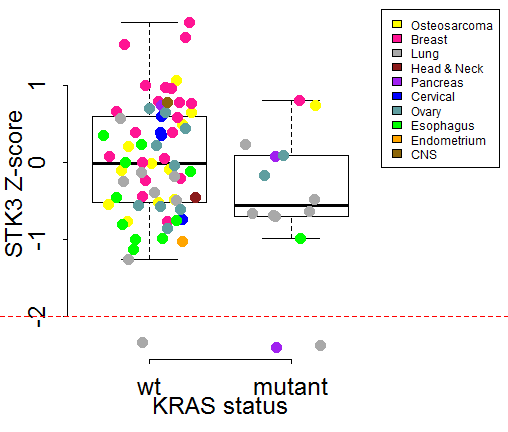 Osteosarcoma
Breast
Lung
Head & Neck
Pancreas
Cervical
Ovary
Esophagus
Endometrium
CNS
STK3 Z-score
1
0
-1
-2
wt mutant
KRAS status